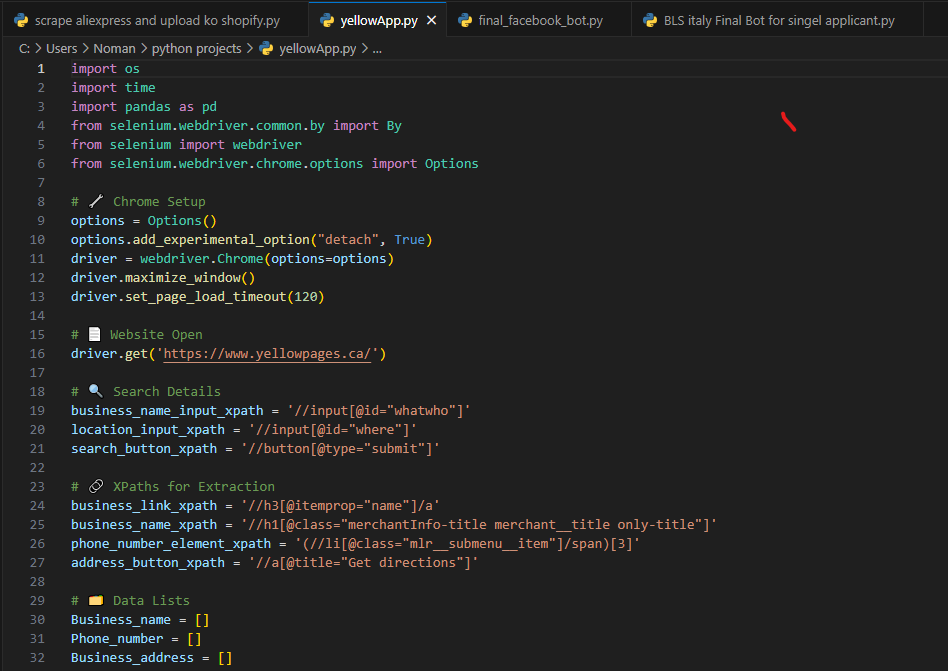 scrape aliexpress and upload ko shopify.py
yellowApp.py
final_facebook_bot.py
BLS italy Final Bot for singel applicant.py
C: > Users > Noman > python projects > yellowApp.py > ...
1 import os
2 import time
3 import pandas as pd
4 from selenium.webdriver.common.by import By
5 from selenium import webdriver
6 from selenium.webdriver.chrome.options import Options
7
8 # 🔧 Chrome Setup
9 options = Options()
10 options.add_experimental_option("detach", True)
11 driver = webdriver.Chrome(options=options)
12 driver.maximize_window()
13 driver.set_page_load_timeout(120)
14
15 # 📄 Website Open
16 driver.get('https://www.yellowpages.ca/')
17
18 # 🔍 Search Details
19 business_name_input_xpath = '//input[@id="whatwho"]'
20 location_input_xpath = '//input[@id="where"]'
21 search_button_xpath = '//button[@type="submit"]'
22
23 # 🔗 XPaths for Extraction
24 business_link_xpath = '//h3[@itemprop="name"]/a'
25 business_name_xpath = '//h1[@class="merchantInfo-title merchant__title only-title"]'
26 phone_number_element_xpath = '(//li[@class="mlr__submenu__item"]/span)[3]'
27 address_button_xpath = '//a[@title="Get directions"]'
28
29 # 🗂️ Data Lists
30 Business_name = []
31 Phone_number = []
32 Business_address = []